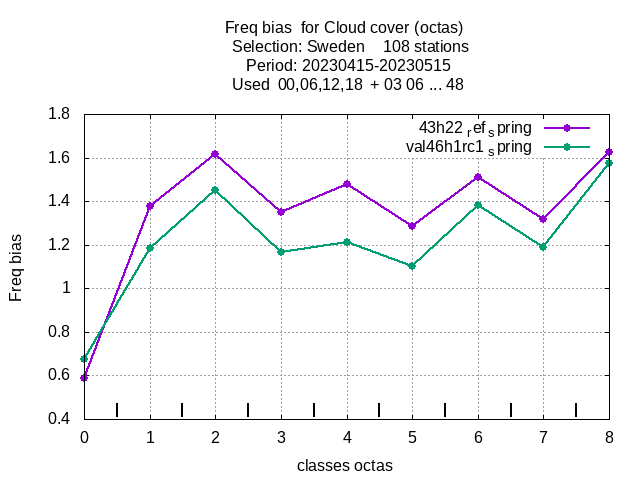 Freq bias  for Cloud cover (octas)
Selection: Sweden    108 stations
Period: 20230415-20230515
Used  00,06,12,18  + 03 06 ... 48
43h22 ref spring
val46h1rc1 spring
1.8
1.6
1.4
1.2
1
0.8
0.6
0.4
Freq bias
0 1 2 3 4 5 6 7 8
classes octas